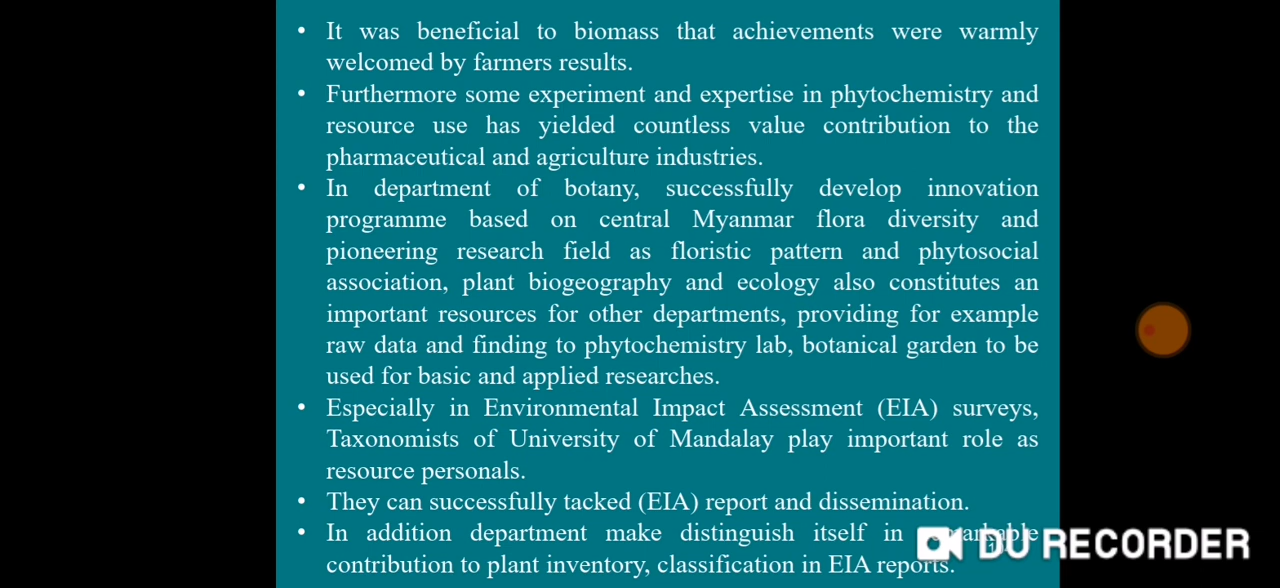 • It was beneficial to biomass that achievements were warmly
welcomed by farmers results.
• Furthermore some experiment and expertise in phytochemistry and
resource use has yielded countless value contribution to the
pharmaceutical and agriculture industries.
• In department of botany, successfully develop innovation
programme based on central Myanmar flora diversity and
pioneering research field as floristic pattern and phytosocial
association, plant biogeography and ecology also constitutes an
important resources for other departments, providing for example
raw data and finding to phytochemistry lab, botanical garden to be
used for basic and applied researches.
• Especially in Environmental Impact Assessment (EIA) surveys,
Taxonomists of University of Mandalay play important role as
resource personals.
• They can successfully tacked (EIA) report and dissemination.
• In addition department make distinguish itself in
contribution to plant inventory, classification in EIA reports.
DU RECORDER